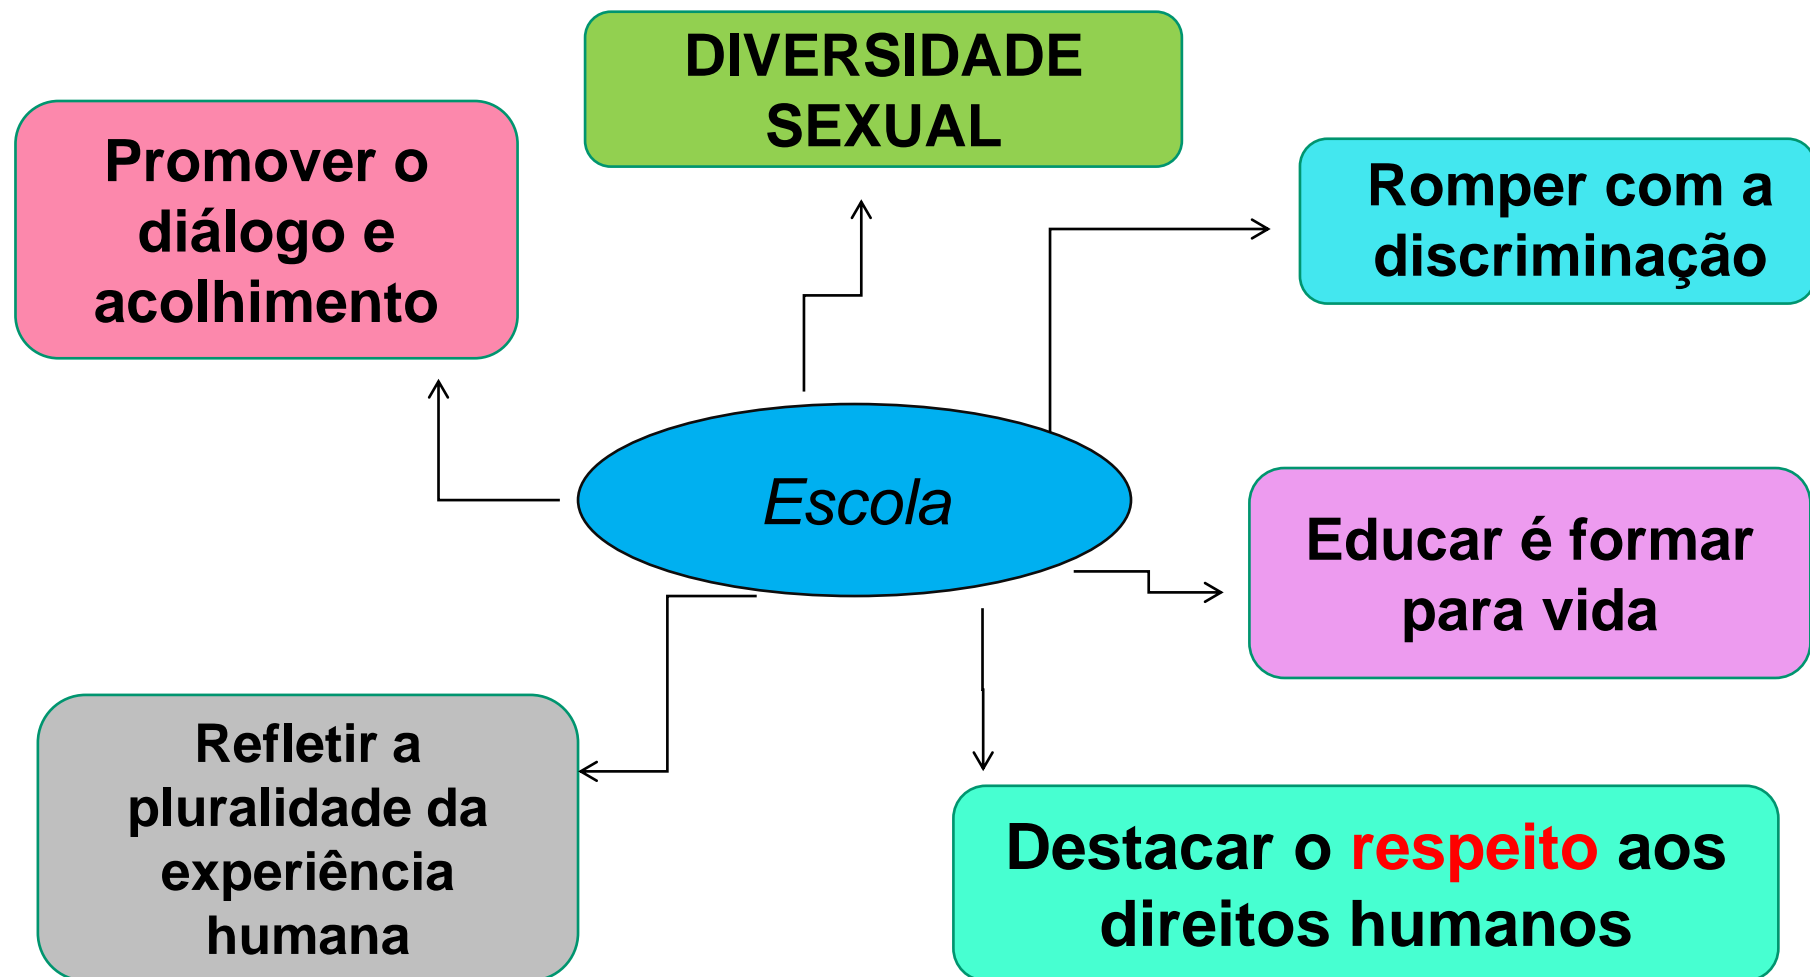 DIVERSIDADE
SEXUAL
Promover o
diálogo e
acolhimento
Romper com a
discriminação
Escola
Educar é formar
para vida
Refletir a
pluralidade da
experiência
humana
Destacar o respeito aos
direitos humanos